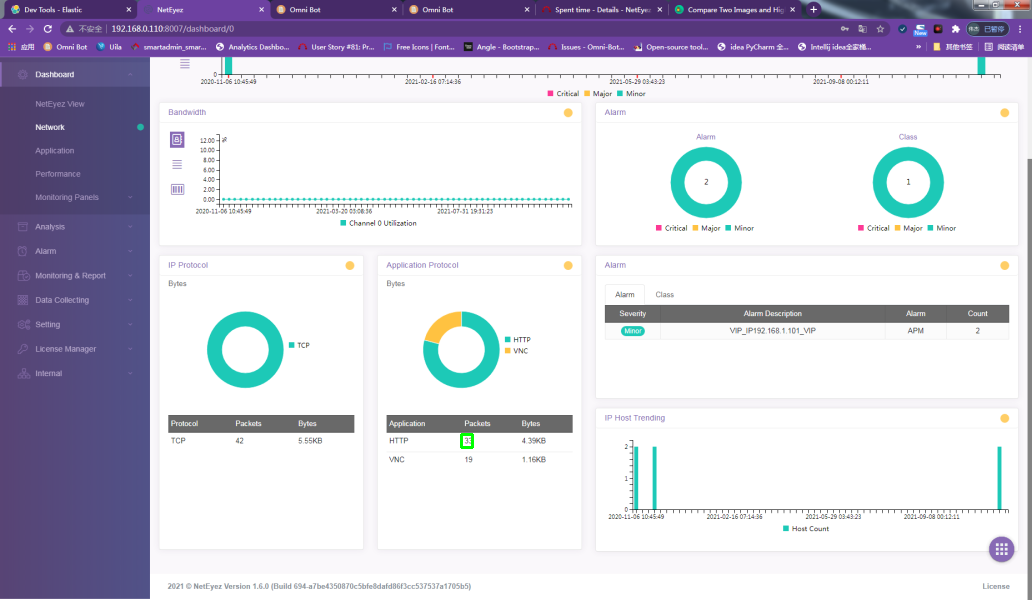 Dev Tools - Elastic
NetEyez
Omni Bot
Omni Bot
Spent time - Details - NetEyez
Compare Two Images and Hig
不安全 | 192.168.0.110:8007/dashboard/0
New
已暂停
应用
Omni Bot
Uila
smartadmin_smar...
Analytics Dashbo...
User Story #81: Pr...
Free Icons | Font...
Angle - Bootstrap...
Issues - Omni-Bot...
Open-source tool...
idea PyCharm 全...
Intellij idea全家桶...
»
其他书签
阅读清单
Dashboard
NetEyez View
Network
Application
Performance
Monitoring Panels
Analysis
Alarm
Monitoring & Report
Data Collecting
Setting
License Manager
Internal
0
2020-11-06 10:45:49 2021-02-16 07:14:36 2021-05-29 03:43:23 2021-09-08 00:12:11
Critical Major Minor
Bandwidth
%
12.00
10.00
8.00
6.00
4.00
2.00
0.00
2020-11-06 10:45:49 2021-03-20 03:08:36 2021-07-31 19:31:23
Channel 0 Utilization
Alarm
Alarm Class
2 1
Critical Major Minor Critical Major Minor
IP Protocol
Bytes
TCP
Protocol Packets Bytes
TCP 42 5.55KB
Application Protocol
Bytes
HTTP
VNC
Application Packets Bytes
HTTP 4.39KB
VNC 19 1.16KB
Alarm
Alarm Class
Severity Alarm Description Alarm Count
Minor VIP_IP192.168.1.101_VIP APM 2
IP Host Trending
2
1
0
2020-11-06 10:45:49 2021-02-16 07:14:36 2021-05-29 03:43:23 2021-09-08 00:12:11
Host Count
2021 © NetEyez Version 1.6.0 (Build 694-a7be4350870c5bfe8dafd86f3cc537537a1705b5)
License